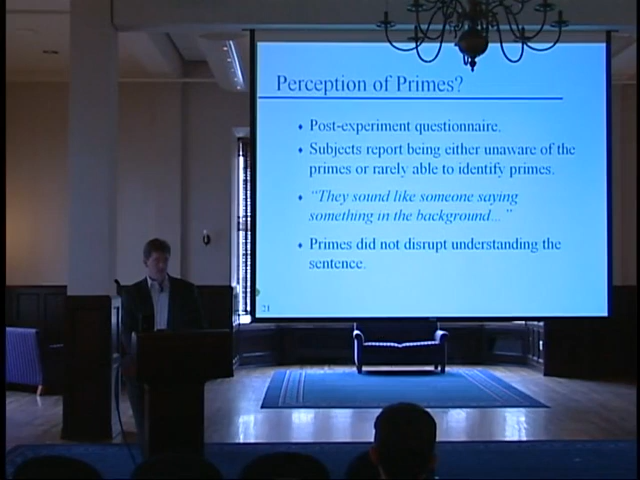 Perception of Primes?
♦ Post-experiment questionnaire.
♦ Subjects report being either unaware of the
primes or rarely able to identify primes.
♦ "They sound like someone saying
something in the background... "
♦ Primes did not disrupt understanding the
sentence.
21